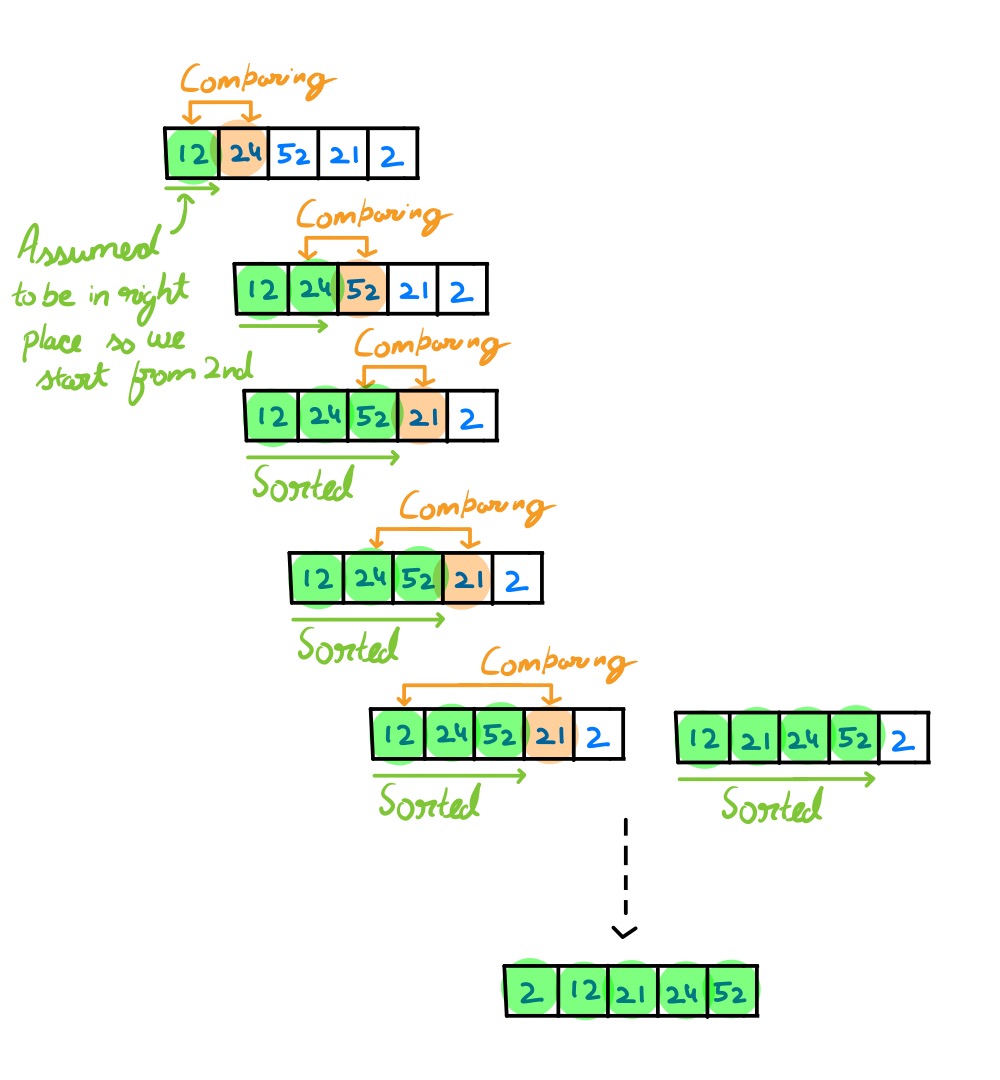 Comparing
12 24 52 21 2
Assumed
to be in right
place so we
start from 2nd
Comparing
12 24 52 21 2
Comparing
12 24 52 21 2
Sorted
Comparing
12 24 52 21 2
Sorted
Comparing
12 24 52 21 2
Sorted
12 21 24 52 2
Sorted
2 12 21 24 52